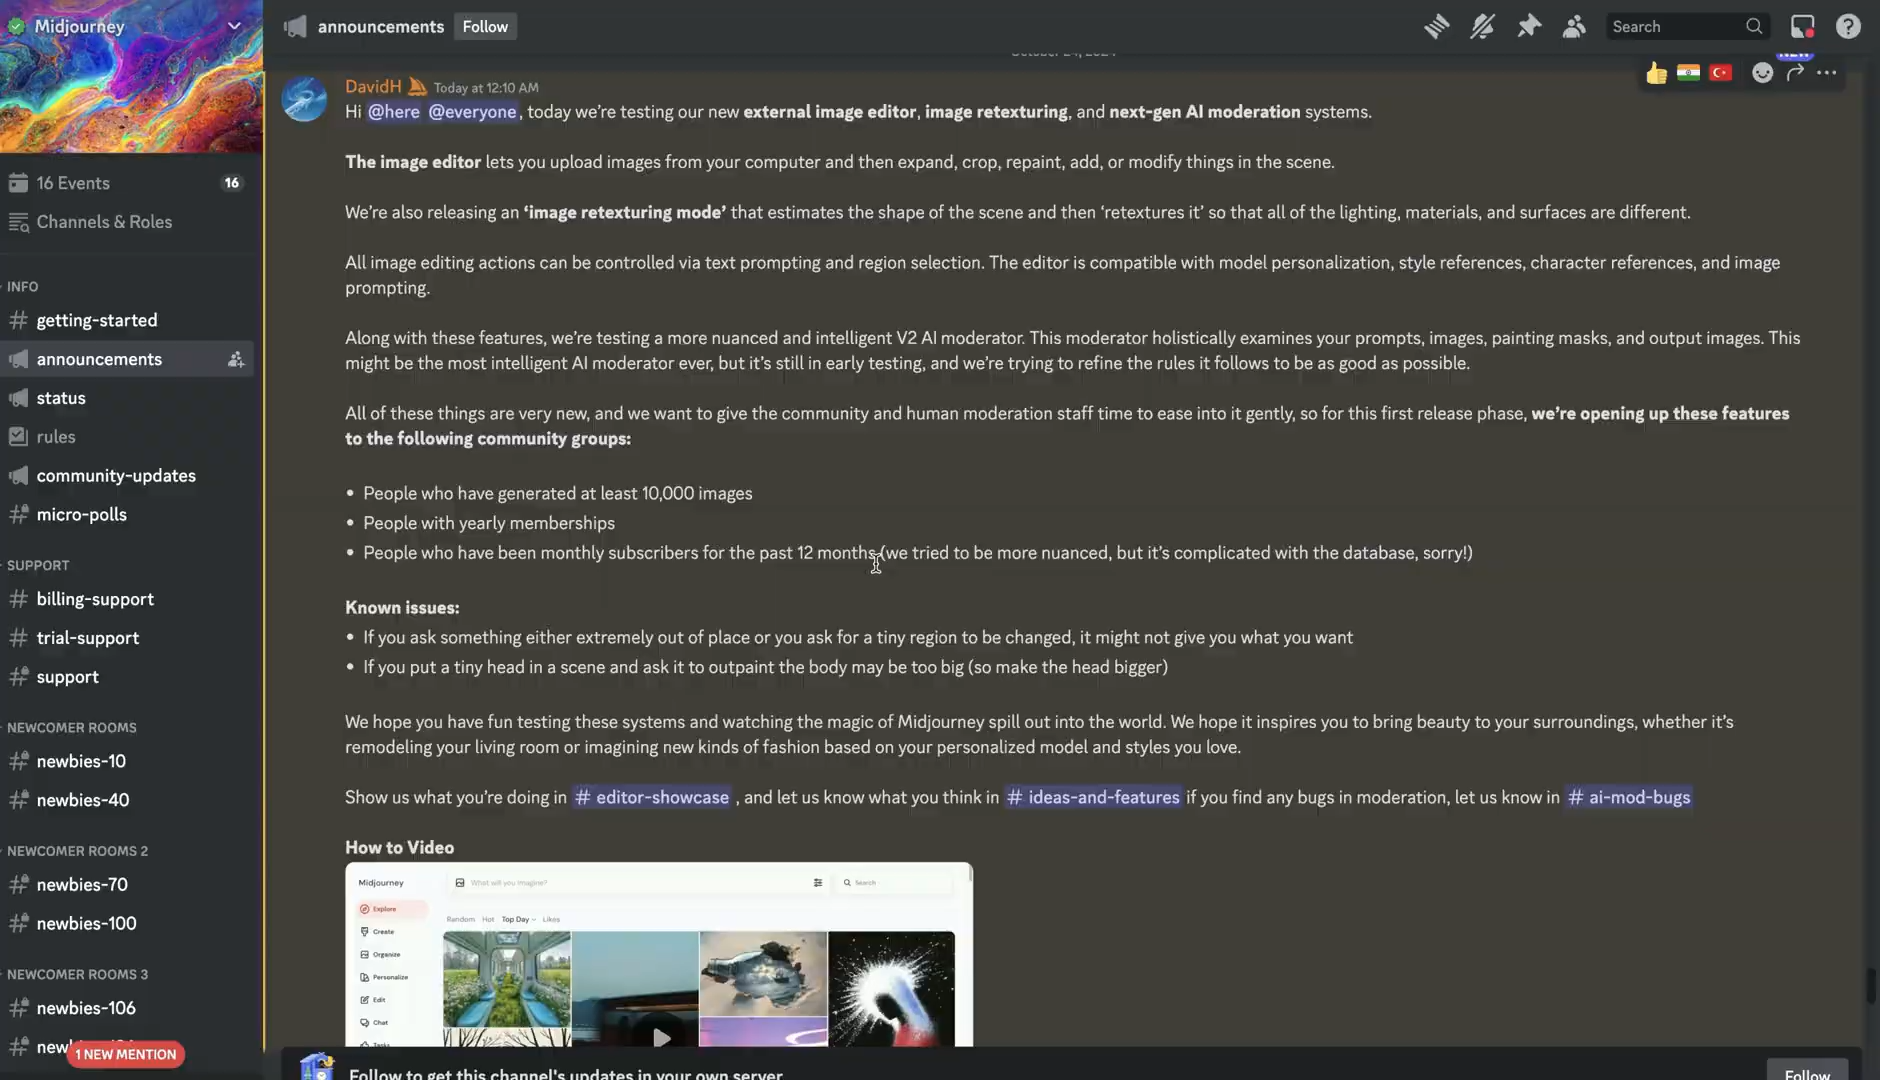 Midjourney
16 Events
16
Channels & Roles
INFO
getting-started
announcements
status
rules
community-updates
micro-polls
SUPPORT
billing-support
trial-support
support
NEWCOMER ROOMS
newbies-10
newbies-40
NEWCOMER ROOMS 2
newbies-70
newbies-100
NEWCOMER ROOMS 3
newbies-106
1 NEW MENTION
announcements
Follow
Search
NEW
DavidH Today at 12:10 AM
Hi @here @everyone, today we’re testing our new external image editor, image retexturing, and next-gen AI moderation systems.
The image editor lets you upload images from your computer and then expand, crop, repaint, add, or modify things in the scene.
We’re also releasing an ‘image retexturing mode’ that estimates the shape of the scene and then ‘retextures it’ so that all of the lighting, materials, and surfaces are different.
All image editing actions can be controlled via text prompting and region selection. The editor is compatible with model personalization, style references, character references, and image
prompting.
Along with these features, we’re testing a more nuanced and intelligent V2 AI moderator. This moderator holistically examines your prompts, images, painting masks, and output images. This
might be the most intelligent AI moderator ever, but it’s still in early testing, and we’re trying to refine the rules it follows to be as good as possible.
All of these things are very new, and we want to give the community and human moderation staff time to ease into it gently, so for this first release phase, we’re opening up these features
to the following community groups:
• People who have generated at least 10,000 images
• People with yearly memberships
• People who have been monthly subscribers for the past 12 months (we tried to be more nuanced, but it’s complicated with the database, sorry!)
Known issues:
• If you ask something either extremely out of place or you ask for a tiny region to be changed, it might not give you what you want
• If you put a tiny head in a scene and ask it to outpaint the body may be too big (so make the head bigger)
We hope you have fun testing these systems and watching the magic of Midjourney spill out into the world. We hope it inspires you to bring beauty to your surroundings, whether it’s
remodeling your living room or imagining new kinds of fashion based on your personalized model and styles you love.
Show us what you’re doing in # editor-showcase , and let us know what you think in # ideas-and-features if you find any bugs in moderation, let us know in # ai-mod-bugs
How to Video
Midjourney
What will you imagine?
Search
Explore
Random Hot Top Day Likes
Create
Organize
Personalize
Edit
Chat
Follow to get this channel's updates in your own server
Follow